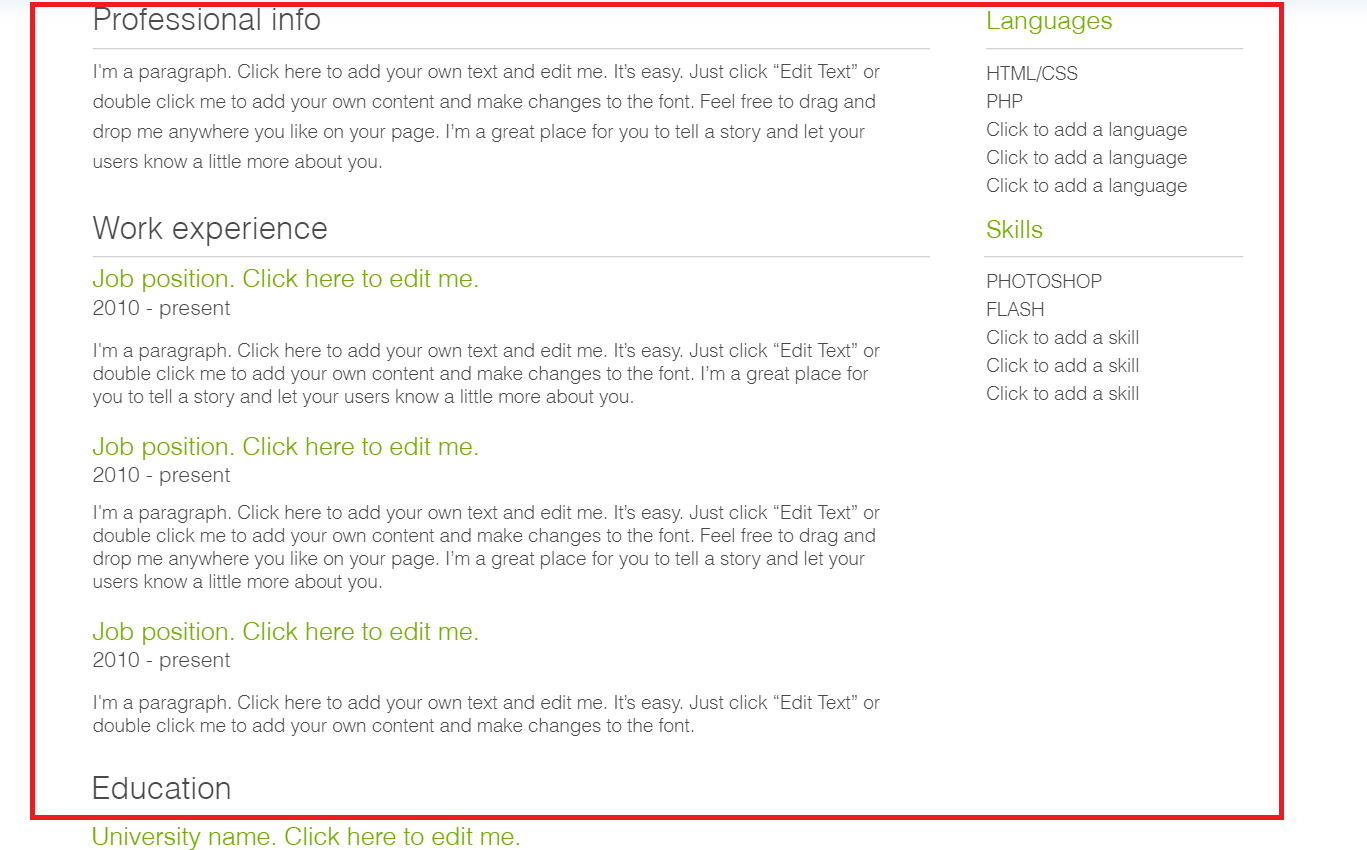 Professional info
I'm a paragraph. Click here to add your own text and edit me. It’s easy. Just click “Edit Text” or
double click me to add your own content and make changes to the font. Feel free to drag and
drop me anywhere you like on your page. I’m a great place for you to tell a story and let your
users know a little more about you.
Work experience
Job position. Click here to edit me.
2010 - present
I'm a paragraph. Click here to add your own text and edit me. It’s easy. Just click “Edit Text” or
double click me to add your own content and make changes to the font. I’m a great place for
you to tell a story and let your users know a little more about you.
Job position. Click here to edit me.
2010 - present
I'm a paragraph. Click here to add your own text and edit me. It’s easy. Just click “Edit Text” or
double click me to add your own content and make changes to the font. Feel free to drag and
drop me anywhere you like on your page. I’m a great place for you to tell a story and let your
users know a little more about you.
Job position. Click here to edit me.
2010 - present
I'm a paragraph. Click here to add your own text and edit me. It’s easy. Just click “Edit Text” or
double click me to add your own content and make changes to the font.
Education
University name. Click here to edit me.
Languages
HTML/CSS
PHP
Click to add a language
Click to add a language
Click to add a language
Skills
PHOTOSHOP
FLASH
Click to add a skill
Click to add a skill
Click to add a skill